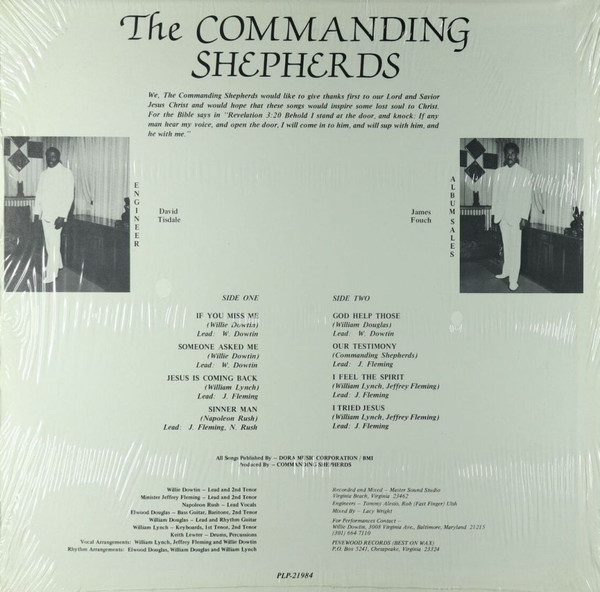 The COMMANDING
SHEPHERDS
We, The Commanding Shepherds would like to give thanks first to our Lord and Savior
Jesus Christ and would hope that these songs would inspire some lost soul to Christ.
For the Bible says in "Revelation 3:20 Behold I stand at the door, and knock: If any
man hear my voice, and open the door, I will come in to him, and will sup with him, and
he with me."
ENGINEER
David
Tisdale
James
Fouch
ALBUM SALES
SIDE ONE
IF YOU MISS ME
(Willie Dowtin)
Lead: W. Dowtin
SOMEONE ASKED ME
(Willie Dowtin)
Lead: W. Dowtin
JESUS IS COMING BACK
(William Lynch)
Lead: J. Fleming
SINNER MAN
(Napoleon Rush)
Lead: J. Fleming, N. Rush
SIDE TWO
GOD HELP THOSE
(William Douglas)
Lead: W. Dowtin
OUR TESTIMONY
(Commanding Shepherds)
Lead: J. Fleming
I FEEL THE SPIRIT
(William Lynch, Jeffrey Fleming)
Lead: J. Fleming
I TRIED JESUS
(William Lynch, Jeffrey Fleming)
Lead: J. Fleming
All Songs Published By — DORA MUSIC CORPORATION / BMI
Produced By — COMMANDING SHEPHERDS
Willie Dowtin — Lead and 2nd Tenor
Minister Jeffrey Fleming — Lead and 2nd Tenor
Napoleon Rush — Lead Vocals
Elwood Douglas — Bass Guitar, Baritone, 2nd Tenor
William Douglas — Lead and Rhythm Guitar
William Lynch — Keyboards, 1st Tenor, 2nd Tenor
Keith Lewter — Drums, Percussions
Vocal Arrangements: William Lynch, Jeffrey Fleming and Willie Dowtin
Rhythm Arrangements: Elwood Douglas, William Douglas and William Lynch
Recorded and Mixed — Master Sound Studio
Virginia Beach, Virginia 23462
Engineers — Tommy Alesin, Rob (Fast Finger) Ulsh
Mixed By — Lacy Wright
For Performances Contact —
Willie Dowtin, 3008 Virginia Ave., Baltimore, Maryland 21215
(301) 664-7110
PINEWOOD RECORDS (BEST ON WAX)
P.O. Box 5241, Chesapeake, Virginia 23324
PLP-21984